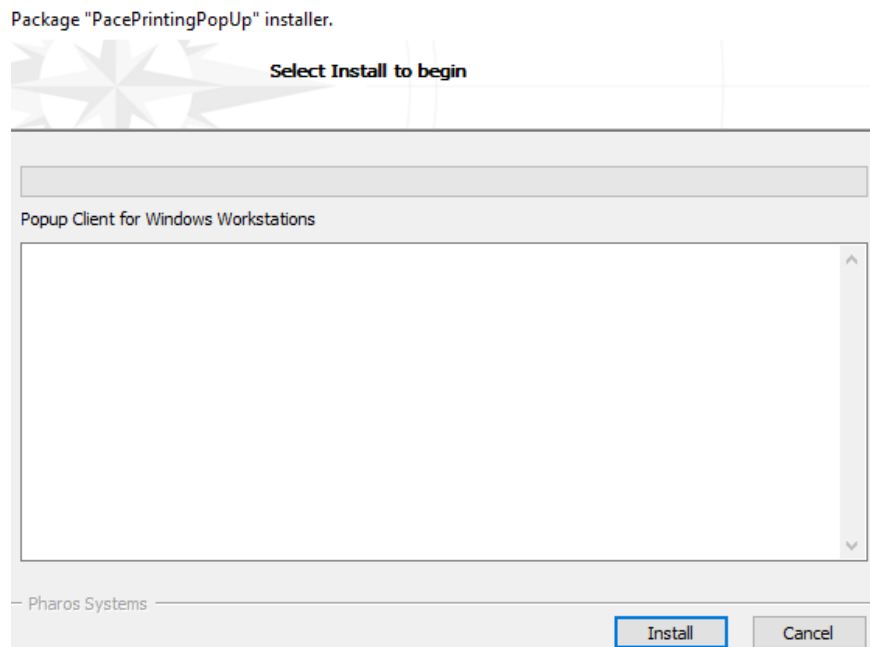 Package "PacePrintingPopUp" installer.
Select Install to begin
Popup Client for Windows Workstations
Pharos Systems
Install Cancel